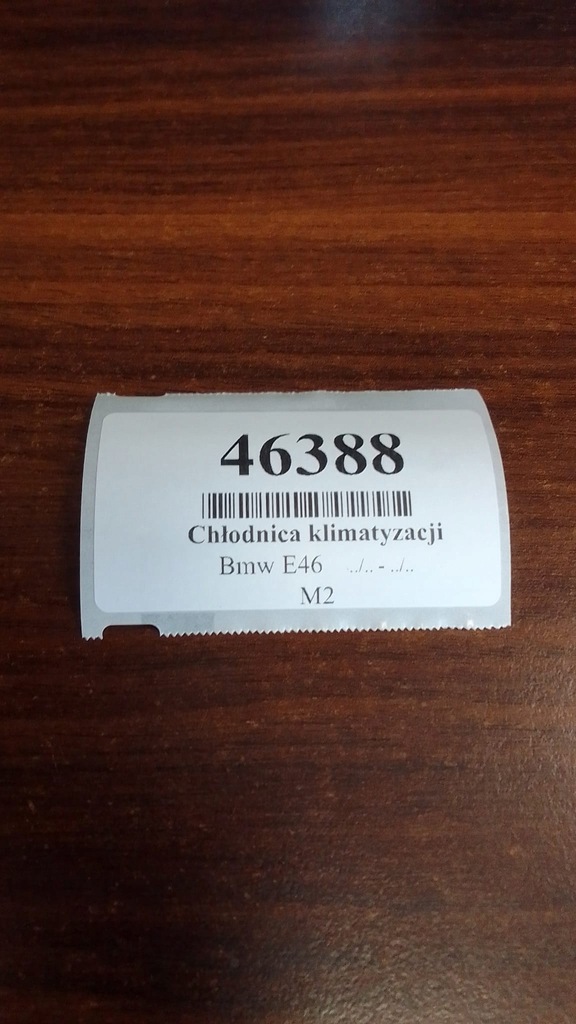 46388
Chłodnica klimatyzacji
Bmw E46 ../.. - ../..
M2